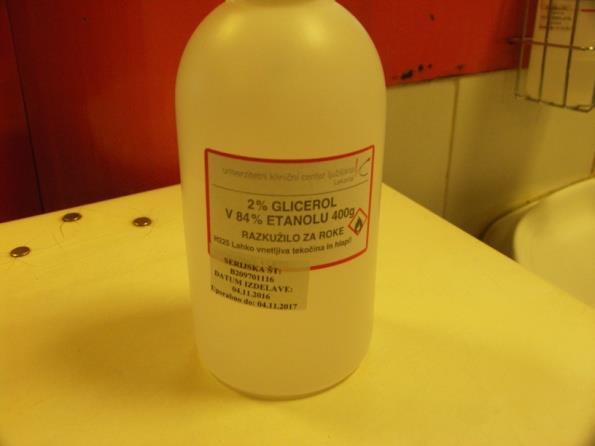 univerzitetni klinični center ljubljana
Lekarna
2% GLICEROL
V 84% ETANOLU 400g
RAZKUŽILO ZA ROKE
H225 Lahko vnetljiva tekočina in hlapi!
SERIJSKA ŠT:
B209701116
DATUM IZDELAVE:
04.11.2016
Uporabno do: 04.11.2017